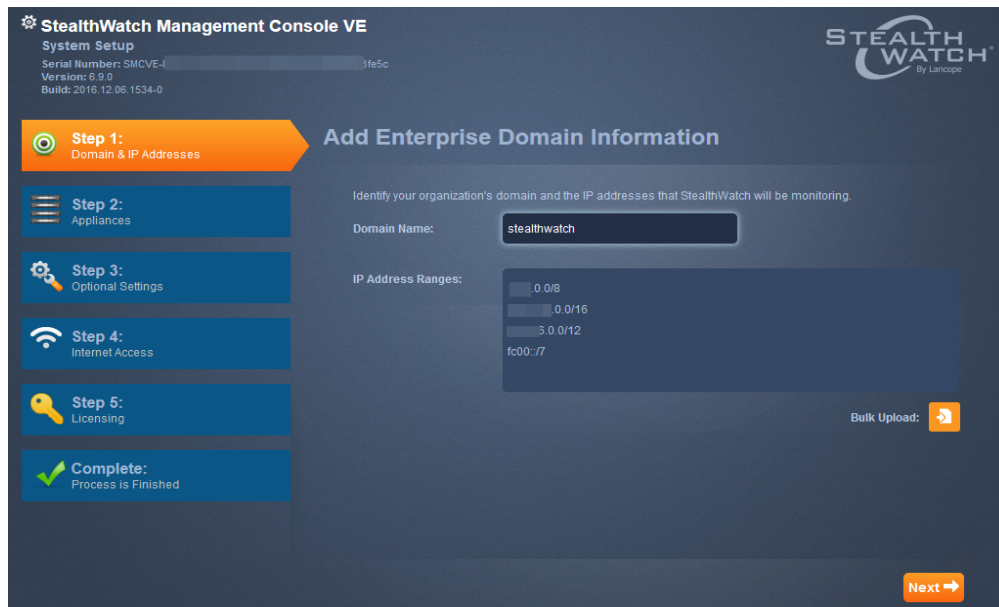 StealthWatch Management Console VE
System Setup
Serial Number: SMCVE- 3fe5c
Version: 6.9.0
Build: 2016.12.06.1534-0
STEALTH
WATCH
By Lancope
Step 1:
Domain & IP Addresses
Step 2:
Appliances
Step 3:
Optional Settings
Step 4:
Internet Access
Step 5:
Licensing
Complete:
Process is Finished
Add Enterprise Domain Information
Identify your organization's domain and the IP addresses that StealthWatch will be monitoring.
Domain Name:
stealthwatch
IP Address Ranges:
.0.0/8
.0.0/16
6.0.0/12
fc00::/7
Bulk Upload:
Next